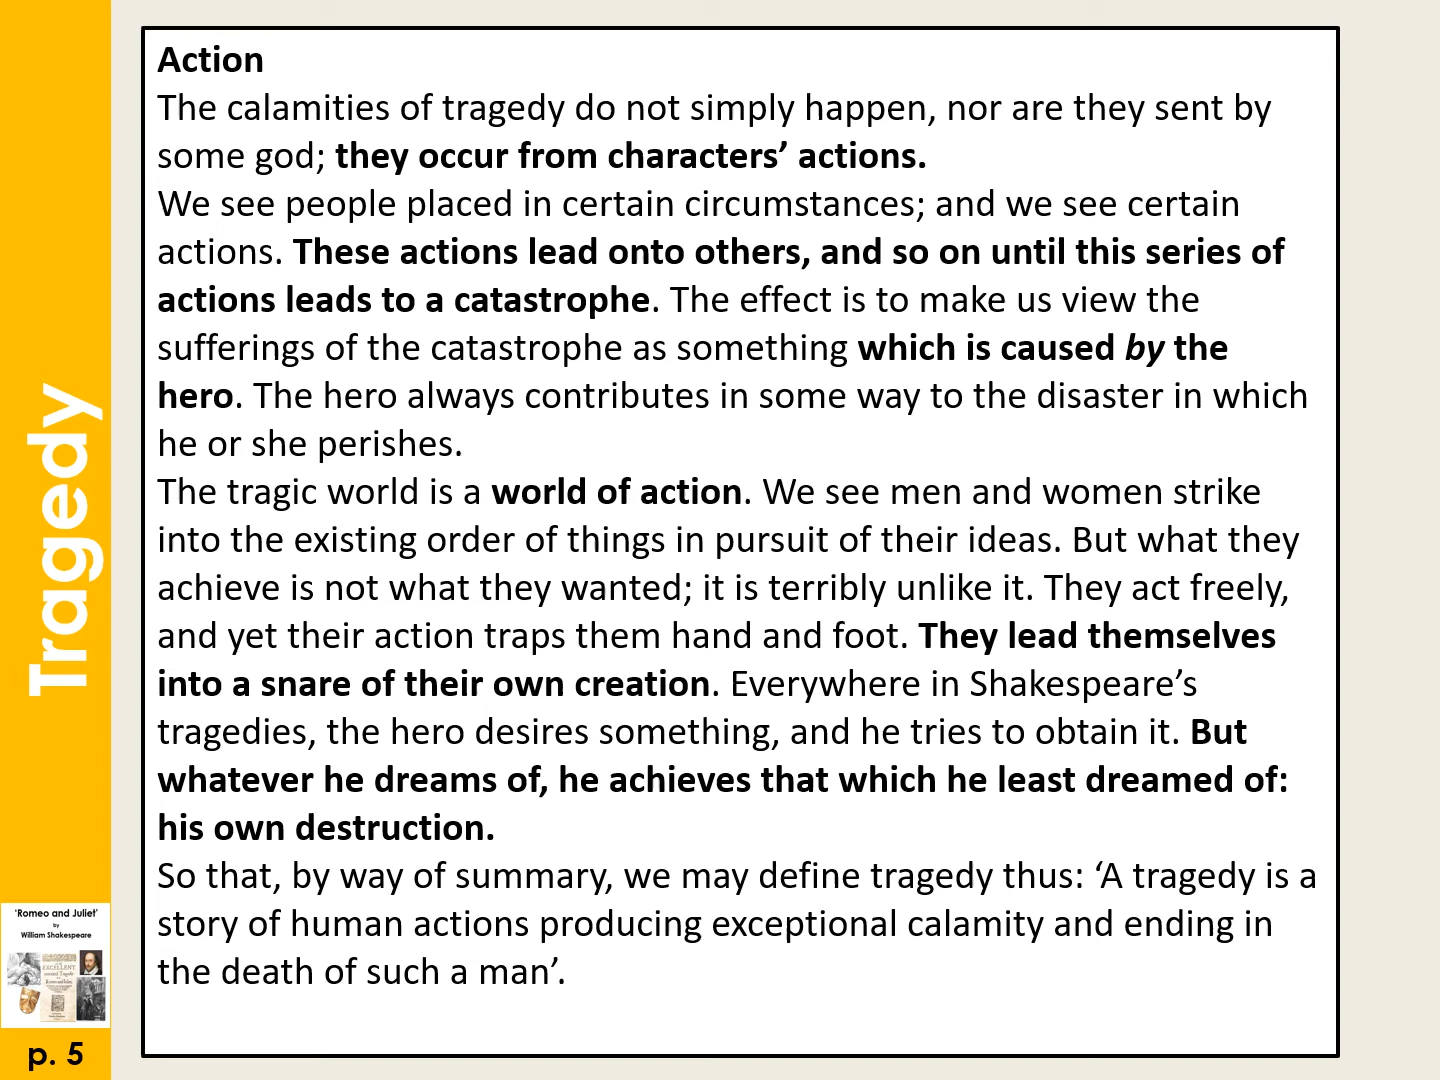 Tragedy
Action
The calamities of tragedy do not simply happen, nor are they sent by
some god; they occur from characters’ actions.
We see people placed in certain circumstances; and we see certain
actions. These actions lead onto others, and so on until this series of
actions leads to a catastrophe. The effect is to make us view the
sufferings of the catastrophe as something which is caused by the
hero. The hero always contributes in some way to the disaster in which
he or she perishes.
The tragic world is a world of action. We see men and women strike
into the existing order of things in pursuit of their ideas. But what they
achieve is not what they wanted; it is terribly unlike it. They act freely,
and yet their action traps them hand and foot. They lead themselves
into a snare of their own creation. Everywhere in Shakespeare’s
tragedies, the hero desires something, and he tries to obtain it. But
whatever he dreams of, he achieves that which he least dreamed of:
his own destruction.
So that, by way of summary, we may define tragedy thus: ‘A tragedy is a
story of human actions producing exceptional calamity and ending in
the death of such a man’.
‘Romeo and Juliet’
by
William Shakespeare
EXCELLENT
p. 5